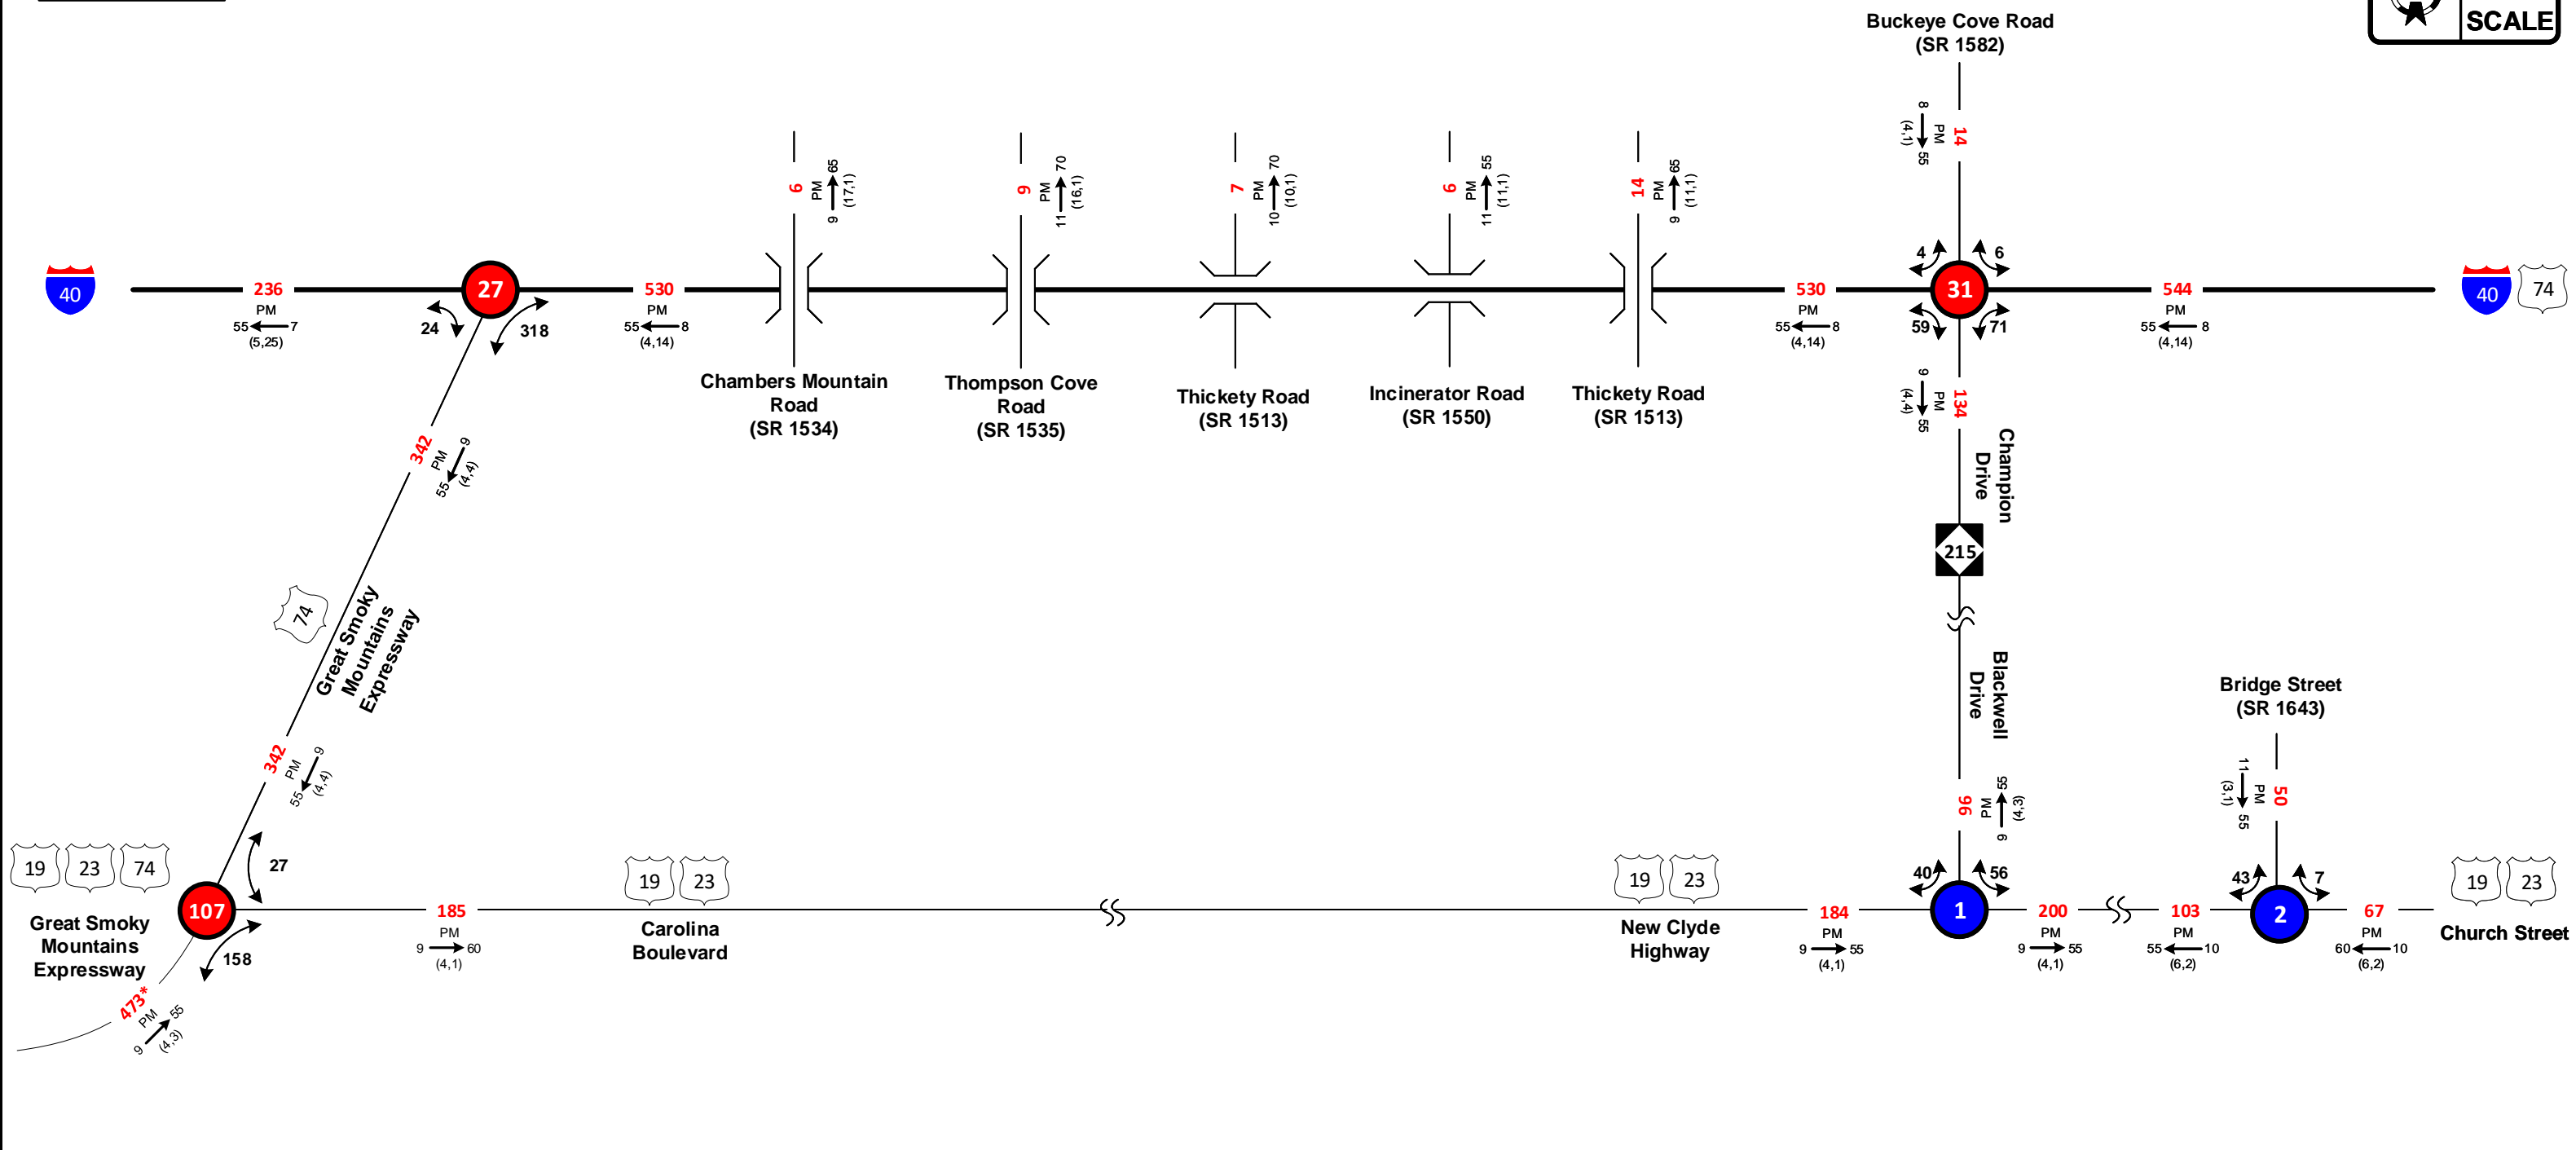 SCALE
Buckeye Cove Road
(SR 1582)
14
PM
8 55
(4,1)
6
PM
9 65
(17,1)
9
PM
11 70
(16,1)
7
PM
10 70
(10,1)
6
PM
11 55
(11,1)
14
PM
9 65
(11,1)
40
236
PM
55 7
(5,25)
27
24
318
530
PM
55 8
(4,14)
530
PM
55 8
(4,14)
4
6
31
59
71
544
PM
55 8
(4,14)
40
74
Chambers Mountain
Road
(SR 1534)
Thompson Cove
Road
(SR 1535)
Thickety Road
(SR 1513)
Incinerator Road
(SR 1550)
Thickety Road
(SR 1513)
134
PM
9 55
(4,4)
Champion
Drive
215
Blackwell
Drive
342
PM
9 55
(4,4)
74
Great Smoky
Mountains
Expressway
342
PM
9 55
(4,4)
Bridge Street
(SR 1643)
50
PM
11 55
(3,1)
96
PM
9 55
(4,3)
19
23
74
Great Smoky
Mountains
Expressway
107
27
158
473*
PM
9 55
(4,3)
185
PM
9 60
(4,1)
19
23
Carolina
Boulevard
19
23
New Clyde
Highway
184
PM
9 55
(4,1)
40
56
1
200
PM
9 55
(4,1)
103
PM
55 10
(6,2)
43
7
2
67
PM
60 10
(6,2)
19
23
Church Street